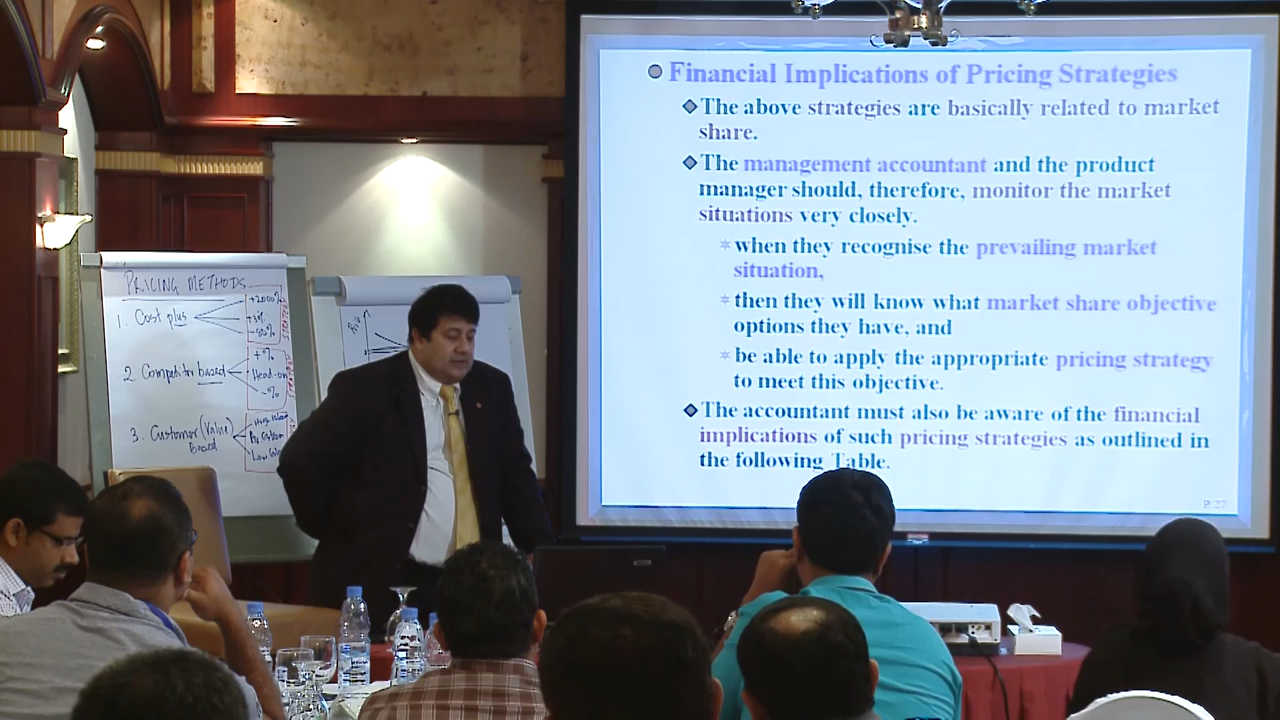 Financial Implications of Pricing Strategies
The above strategies are basically related to market
share.
The management accountant and the product
manager should, therefore, monitor the market
situations very closely.
when they recognise the prevailing market
situation,
then they will know what market share objective
options they have, and
be able to apply the appropriate pricing strategy
to meet this objective.
The accountant must also be aware of the financial
implications of such pricing strategies as outlined in
the following Table.
P 27
PRICING METHODS
1. Cost plus
+2000%
+3%
-50%
2 Competitor based
+%
Head-on
-%
3. Customer (Value)
Based